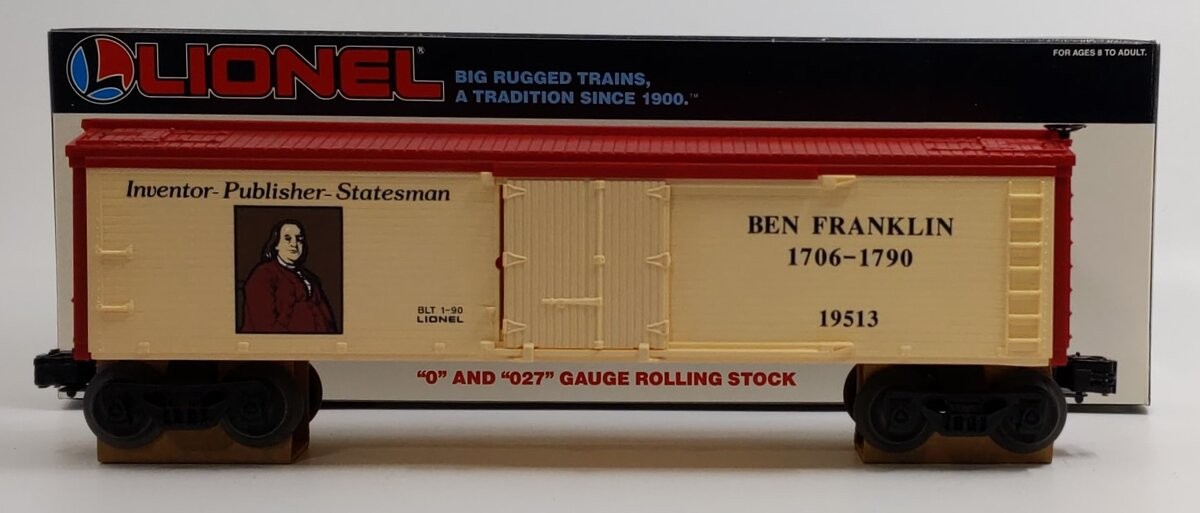 LIONEL®
BIG RUGGED TRAINS,
A TRADITION SINCE 1900.™
FOR AGES 8 TO ADULT.
Inventor-Publisher-Statesman
BLT 1-90
LIONEL
BEN FRANKLIN
1706-1790
19513
"0" AND "027" GAUGE ROLLING STOCK